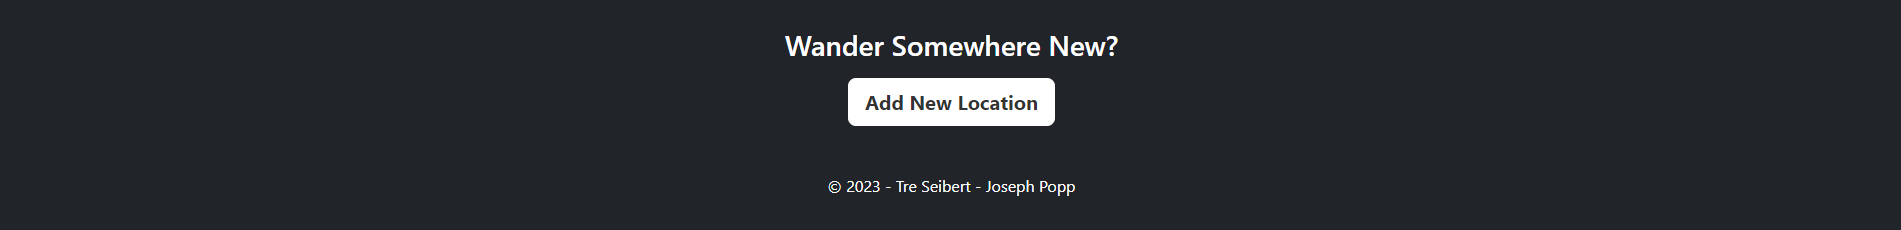 Wander Somewhere New?
Add New Location
© 2023 - Tre Seibert - Joseph Popp